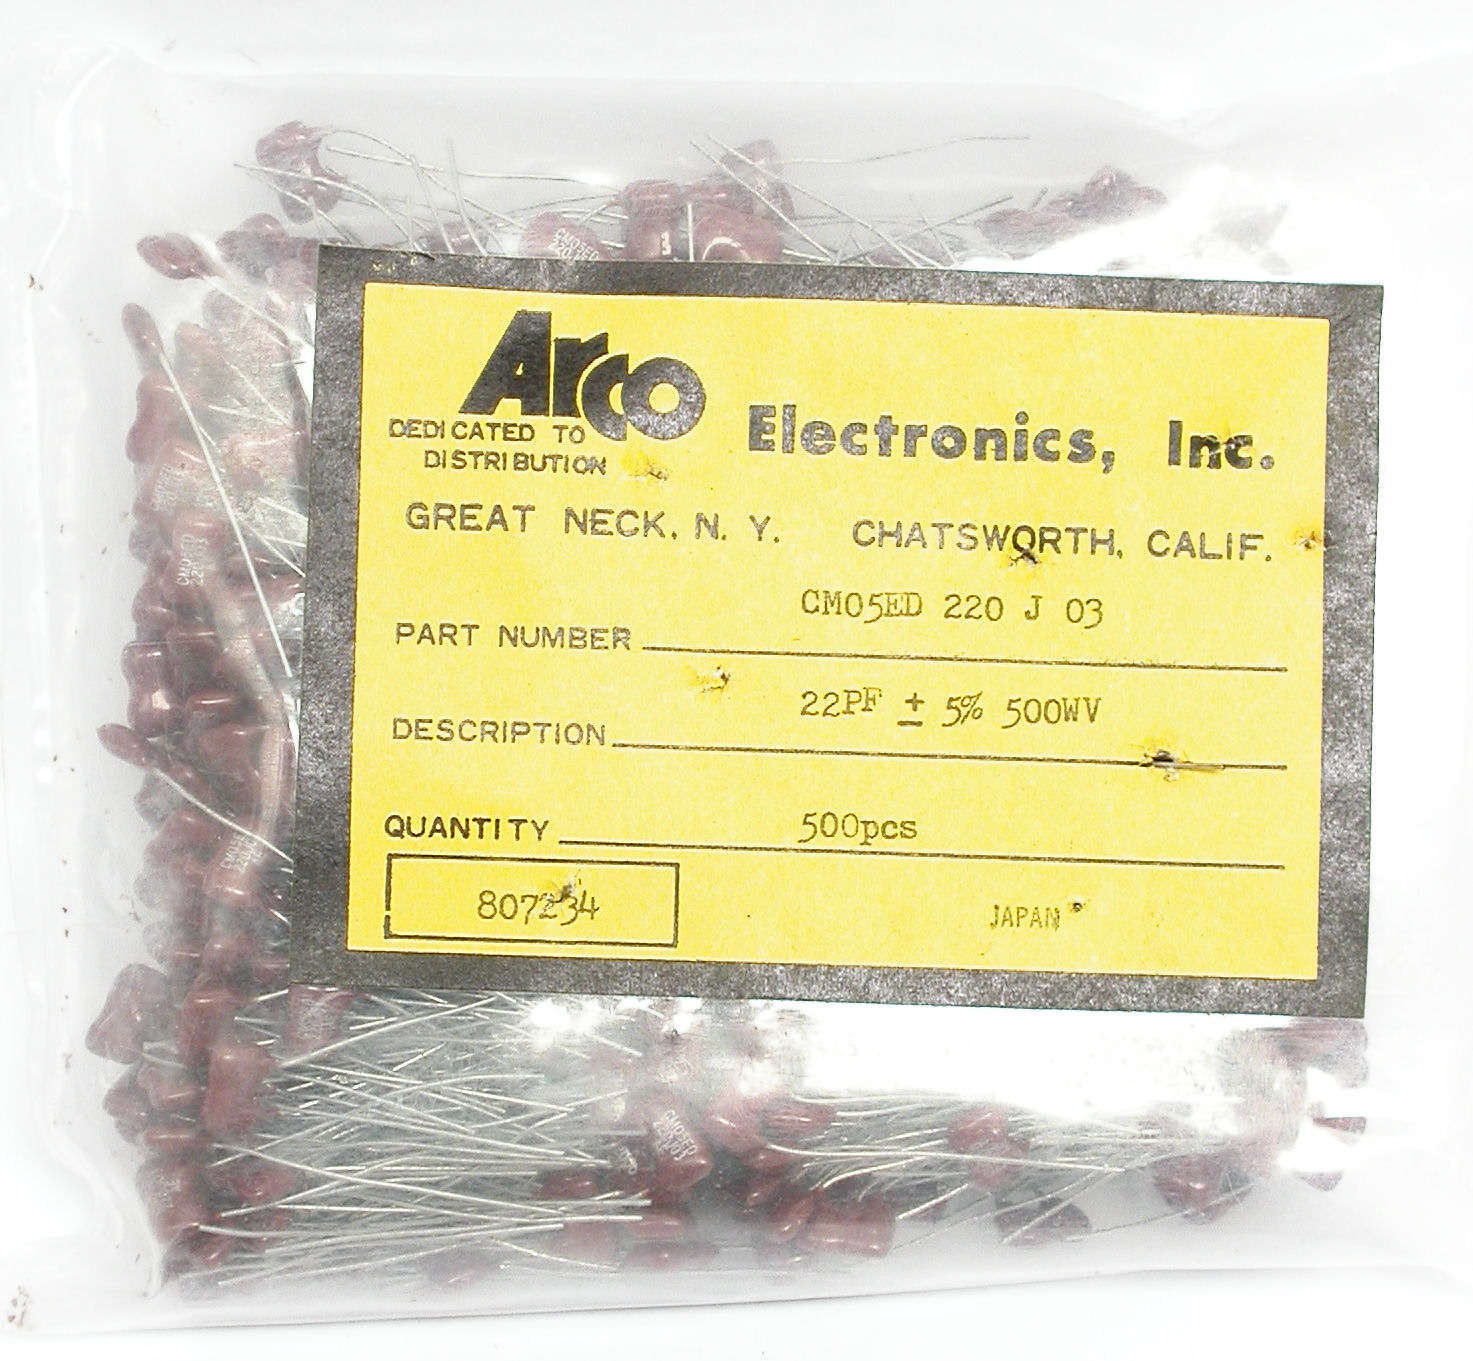 Arco
DEDICATED TO
DISTRIBUTION
Electronics, Inc.
GREAT NECK, N. Y. CHATSWORTH, CALIF.
CM05ED 220 J 03
PART NUMBER
22PF ± 5% 500WV
DESCRIPTION
QUANTITY 500pcs
807234
JAPAN
CM05ED